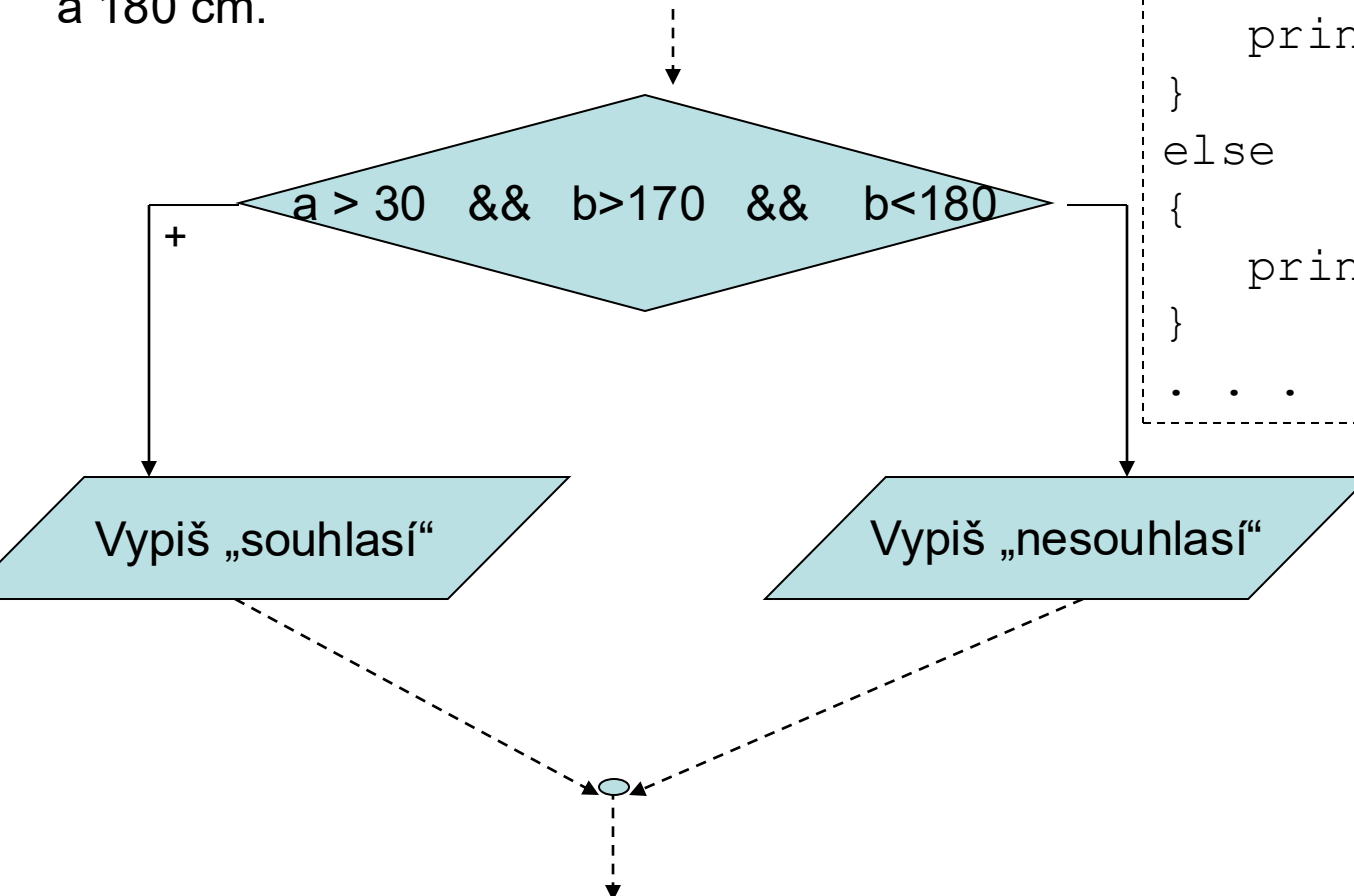 a 180 cm.
a > 30 && b>170 && b<180
+
Vypiš „souhlasí“
Vypiš „nesouhlasí“
prin
}
else
{
prin
}
. . .